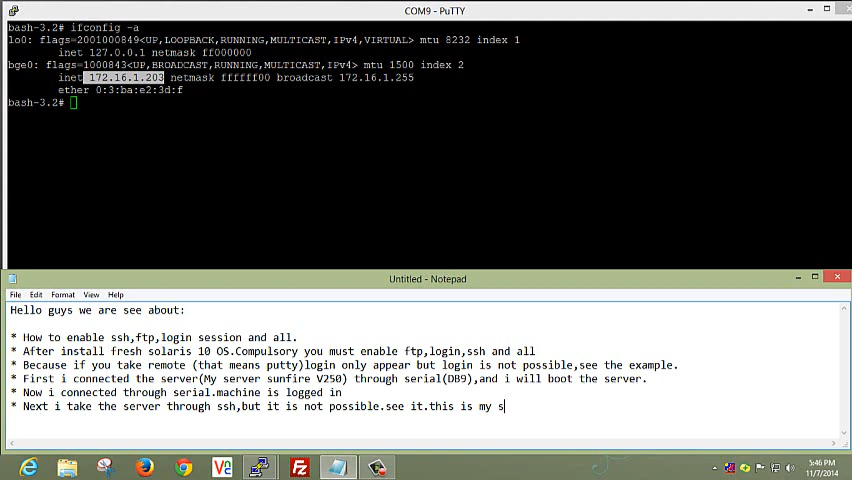 COM9 - PuTTY
bash-3.2# ifconfig -a
lo0: flags=2001000849<UP,LOOPBACK,RUNNING,MULTICAST,IPv4,VIRTUAL> mtu 8232 index 1
inet 127.0.0.1 netmask ff000000
bge0: flags=1000843<UP,BROADCAST,RUNNING,MULTICAST,IPv4> mtu 1500 index 2
inet 172.16.1.203 netmask ffffff00 broadcast 172.16.1.255
ether 0:3:ba:e2:3d:f
bash-3.2#
Untitled - Notepad
File Edit Format View Help
Hello guys we are see about:
* How to enable ssh,ftp,login session and all.
* After install fresh solaris 10 OS.Compulsory you must enable ftp,login,ssh and all
* Because if you take remote (that means putty)login only appear but login is not possible,see the example.
* First i connected the server(My server sunfire V250) through serial(DB9),and i will boot the server.
* Now i connected through serial.machine is logged in
* Next i take the server through ssh,but it is not possible.see it.this is my s
5:46 PM
11/7/2014